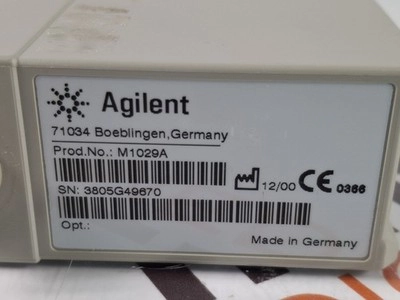 Agilent
71034 Boeblingen,Germany
Prod.No.: M1029A
12/00 CE 0366
SN: 3805G49670
Opt.:
Made in Germany